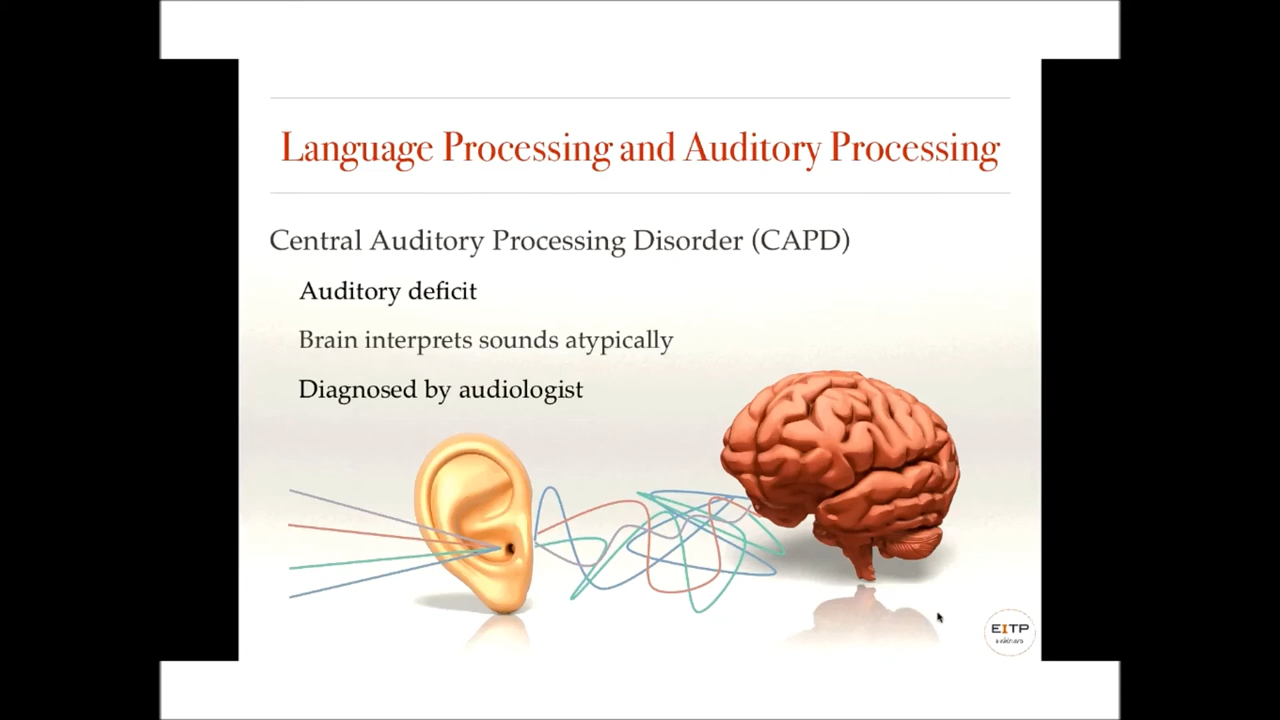 Language Processing and Auditory Processing
Central Auditory Processing Disorder (CAPD)
Auditory deficit
Brain interprets sounds atypically
Diagnosed by audiologist
EITP